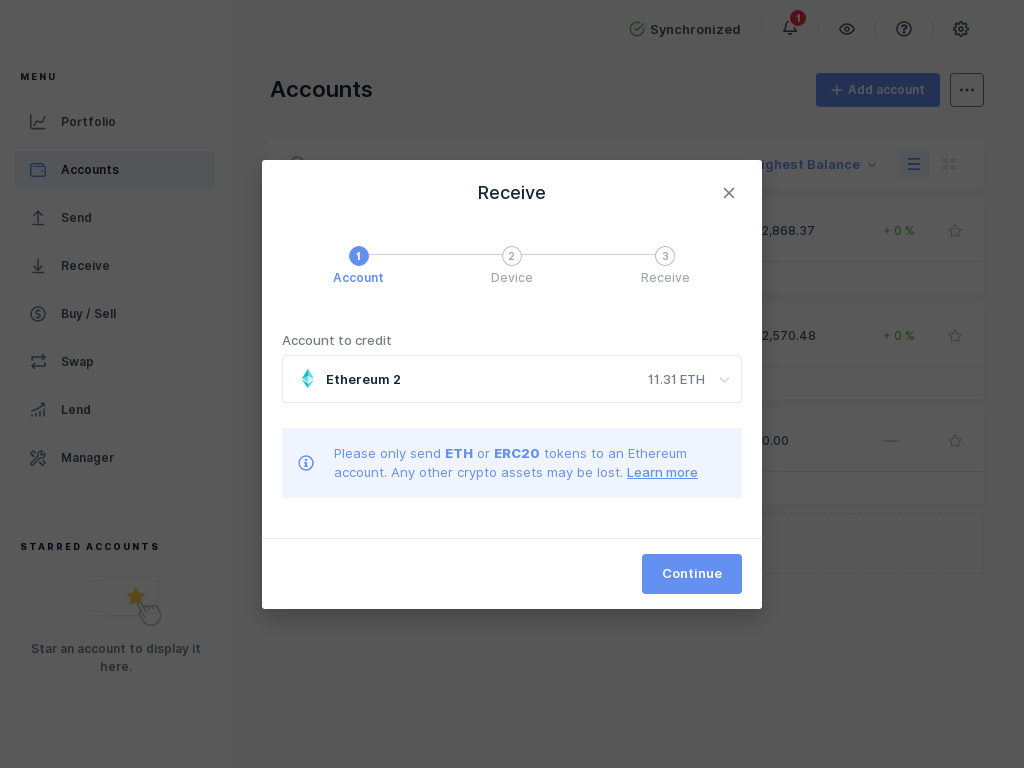 Synchronized
1
MENU
Accounts
+ Add account
Portfolio
Accounts
ghest Balance
Send
2,868.37
+ 0 %
Receive
Buy / Sell
2,570.48
+ 0 %
Swap
Lend
0.00
—
Manager
STARRED ACCOUNTS
Star an account to display it
here.
Receive
1
2
3
Account
Device
Receive
Account to credit
Ethereum 2
11.31 ETH
Please only send ETH or ERC20 tokens to an Ethereum
account. Any other crypto assets may be lost. Learn more
Continue